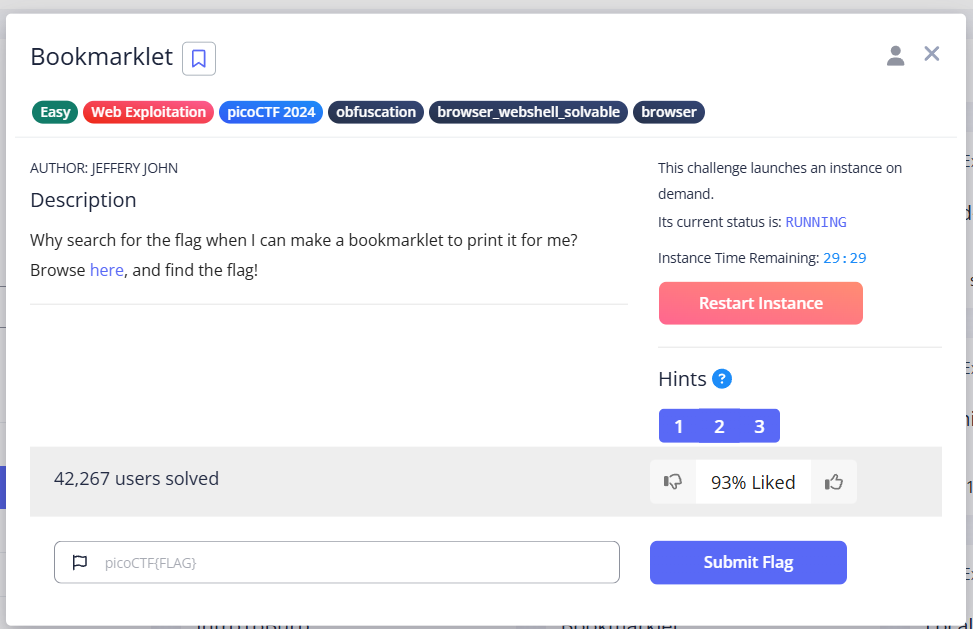 Bookmarklet
Easy Web Exploitation picoCTF 2024 obfuscation browser_webshell_solvable browser
AUTHOR: JEFFERY JOHN
Description
Why search for the flag when I can make a bookmarklet to print it for me?
Browse here, and find the flag!
This challenge launches an instance on
demand.
Its current status is: RUNNING
Instance Time Remaining: 29:29
Restart Instance
Hints ?
1 2 3
42,267 users solved
93% Liked
picoCTF{FLAG}
Submit Flag